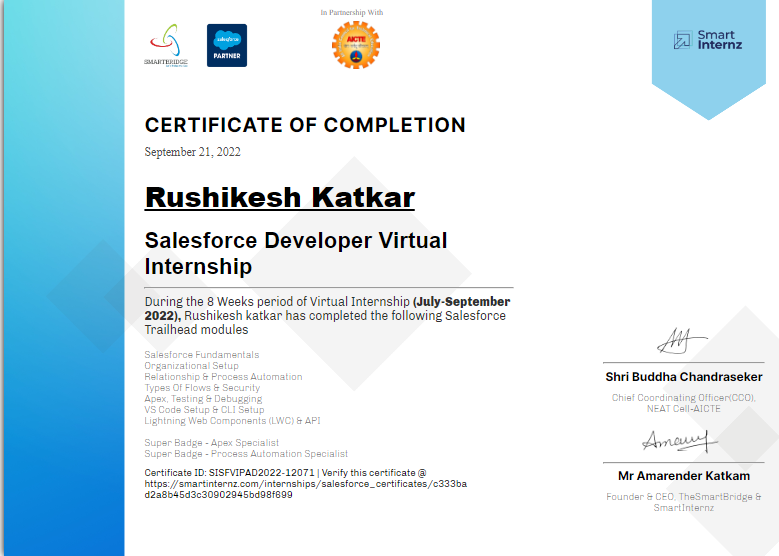 In Partnership With
SMARTBRIDGE
salesforce
PARTNER
AICTE
Smart
Internz
CERTIFICATE OF COMPLETION
September 21, 2022
Rushikesh Katkar
Salesforce Developer Virtual
Internship
During the 8 Weeks period of Virtual Internship (July-September
2022), Rushikesh katkar has completed the following Salesforce
Trailhead modules
Salesforce Fundamentals
Organizational Setup
Relationship & Process Automation
Types Of Flows & Security
Apex, Testing & Debugging
VS Code Setup & CLI Setup
Lightning Web Components (LWC) & API
Super Badge - Apex Specialist
Super Badge - Process Automation Specialist
Certificate ID: SISFVIPAD2022-12071 | Verify this certificate @
https://smartinternz.com/internships/salesforce_certificates/c333ba
d2a8b45d3c30902945bd98f699
Shri Buddha Chandraseker
Chief Coordinating Officer(CCO),
NEAT Cell-AICTE
Mr Amarender Katkam
Founder & CEO, TheSmartBridge &
SmartInternz